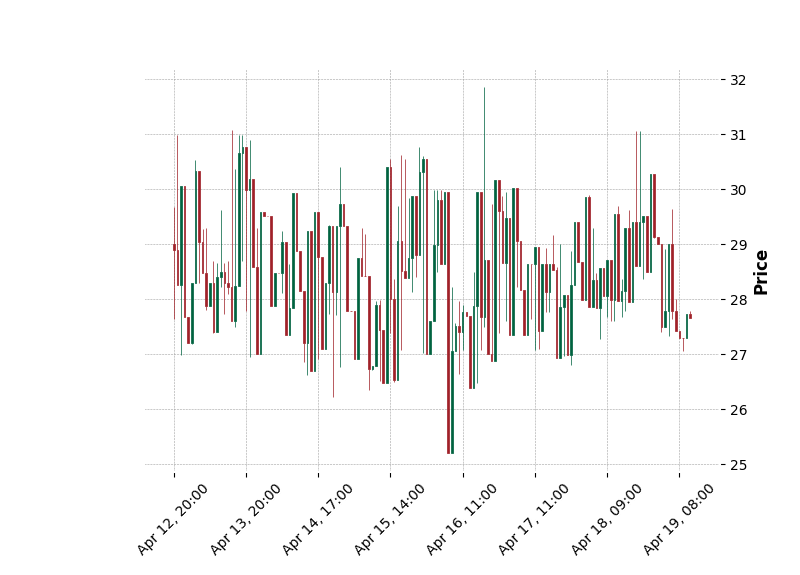 32
31
30
29
28
27
26
25
Price
Apr 12, 20:00
Apr 13, 20:00
Apr 14, 17:00
Apr 15, 14:00
Apr 16, 11:00
Apr 17, 11:00
Apr 18, 09:00
Apr 19, 08:00